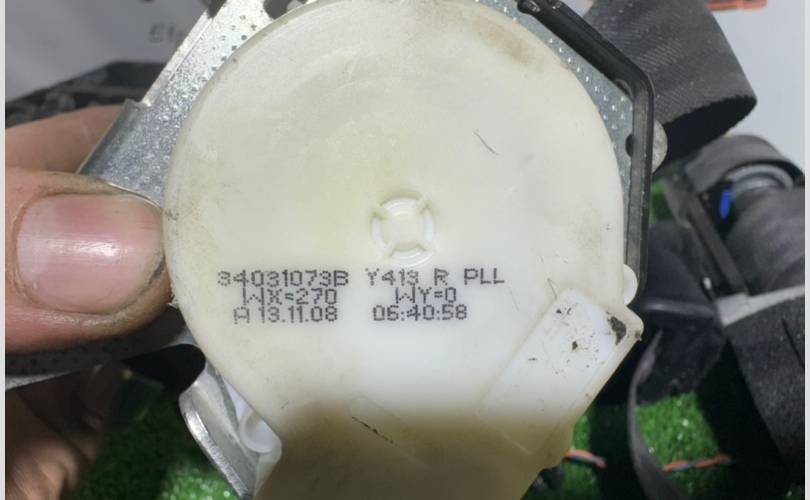 34031073B Y413 R PLL
WX=270 WY=0
A 13.11.08 06:40:58